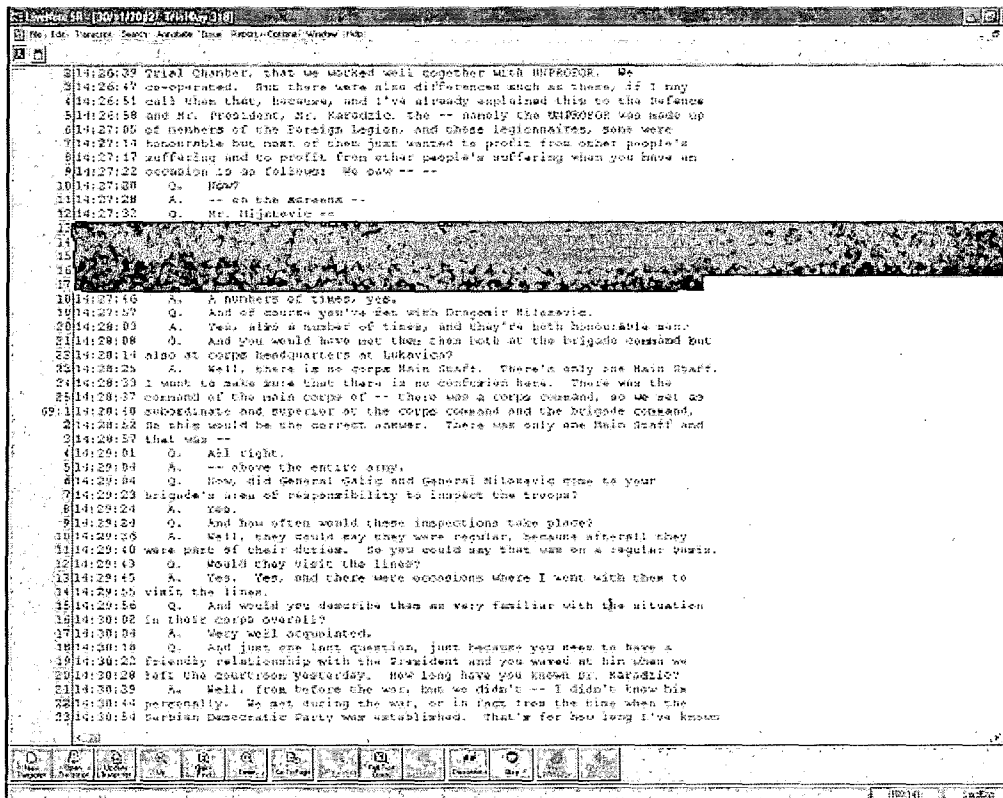 LiveNote SR - [30/11/2012, Trial Day 318]
File Edit Transcript Search Annotate Issue Reports Context Window Help
2 14:26:39 Trial Chamber, that we worked well together with UNPROFOR. We
3 14:26:47 co-operated. But there were also differences such as these, if I may
4 14:26:51 call them that, because, and I've already explained this to the Defence
5 14:26:58 and Mr. President, Mr. Karadzic, the -- namely the UNPROFOR was made up
6 14:27:05 of members of the Foreign Legion, and those legionnaires, some were
7 14:27:14 honourable but most of them just wanted to profit from other people's
8 14:27:17 suffering and to profit from other people's suffering when you have an
9 14:27:22 occasion is as follows: We saw -- --
10 14:27:28 Q. Now?
11 14:27:28 A. -- on the screens --
12 14:27:32 Q. Mr. Mijatovic --
13
14
15
16
17
18 14:27:46 A. A numbers of times, yes.
19 14:27:57 Q. And of course you've met with Dragomir Milosevic.
20 14:28:03 A. Yes, also a number of times, and they're both honourable men.
21 14:28:08 Q. And you would have met them then both at the brigade command but
22 14:28:14 also at corps headquarters at Lukavica?
23 14:28:25 A. Well, there is no corps Main Staff. There's only one Main Staff.
24 14:28:33 I want to make sure that there is no confusion here. There was the
25 14:28:37 command of the main corps of -- there was a corps command, so we met as
69:1 14:28:48 subordinate and superior at the corps command and the brigade command,
2 14:28:52 So this would be the correct answer. There was only one Main Staff and
3 14:28:57 that was --
4 14:29:01 Q. All right.
5 14:29:04 A. -- above the entire army.
6 14:29:04 Q. Now, did General Galic and General Milosevic come to your
7 14:29:23 brigade's area of responsibility to inspect the troops?
8 14:29:24 A. Yes.
9 14:29:24 Q. And how often would these inspections take place?
10 14:29:36 A. Well, they could say they were regular, because afterall they
11 14:29:40 were part of their duties. So you could say that was on a regular basis.
12 14:29:43 Q. Would they visit the lines?
13 14:29:45 A. Yes. Yes, and there were occasions where I went with them to
14 14:29:55 visit the lines.
15 14:29:56 Q. And would you describe them as very familiar with the situation
16 14:30:02 in their corps overall?
17 14:30:04 A. Very well acquainted.
18 14:30:18 Q. And just one last question, just because you seem to have a
19 14:30:22 friendly relationship with the President and you waved at him when we
20 14:30:28 left the courtroom yesterday. How long have you known Dr. Karadzic?
21 14:30:39 A. Well, from before the war, but we didn't -- I didn't know him
22 14:30:44 personally. We met during the war, or in fact from the time when the
23 14:30:54 Serbian Democratic Party was established. That's for how long I've known